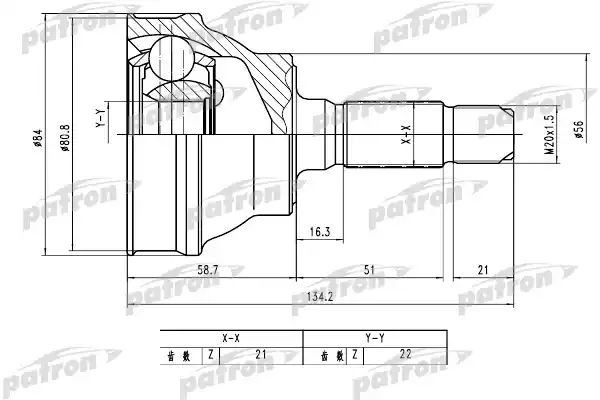 patron patron patron
ø84
ø80.8
Y-Y
X-X
M20x1.5
ø56
patron patron patron
16.3
58.7 51 21
134.2
patron patron patron
X-X Y-Y
齿 数 Z 21 齿 数 Z 22
patron patron patron